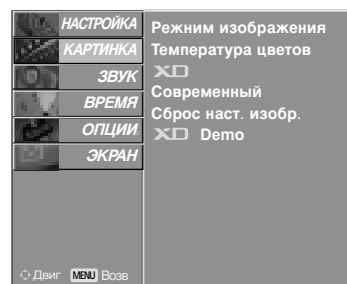 НАСТРОЙКА
КАРТИНКА
ЗВУК
ВРЕМЯ
ОПЦИИ
ЭКРАН
Режним изображения
Температура цветов
XD
Современный
Сброс наст. изобр.
XD Demo
Двиг MENU Возв